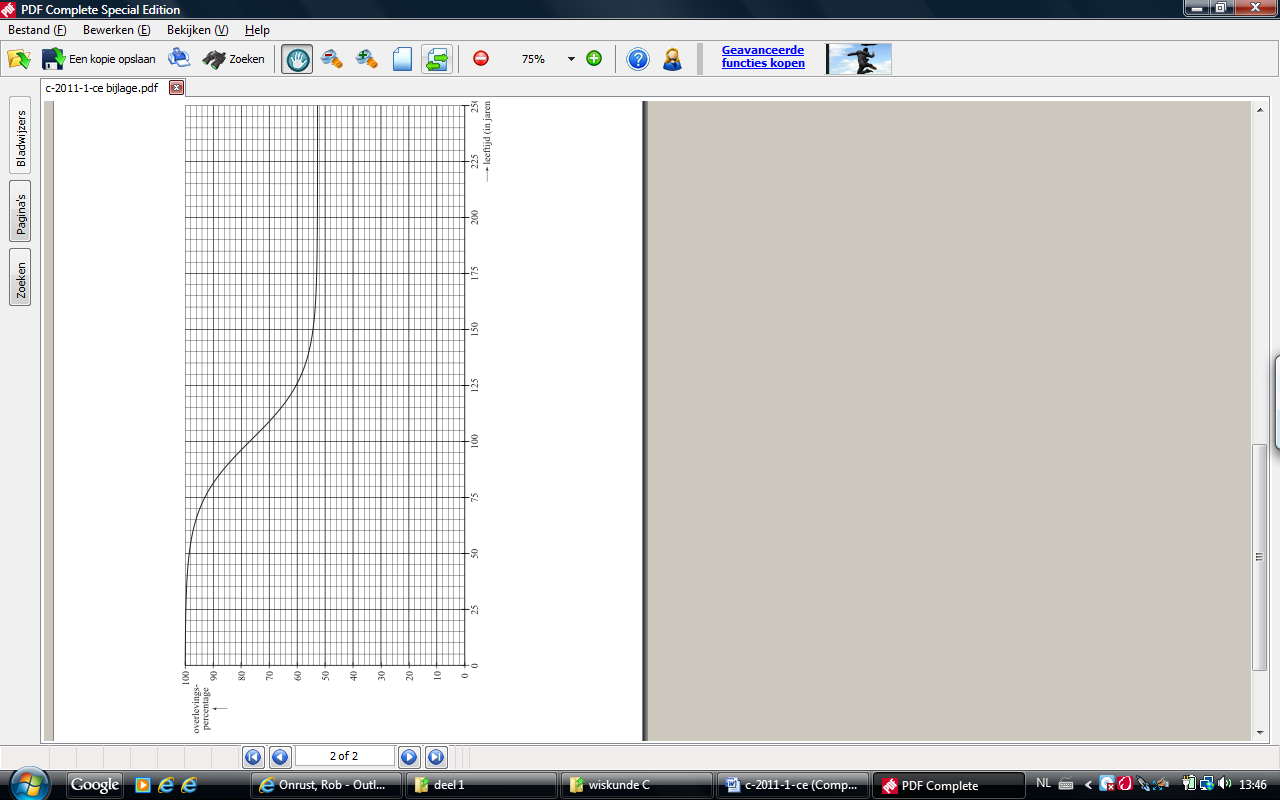 PDF Complete Special Edition
Bestand (F) Bewerken (E) Bekijken (V) Help
Een kopie opslaan Zoeken 75% Geavanceerde functies kopen
c-2011-1-ce bijlage.pdf
Bladwijzers
Pagina's
Zoeken
overlevings-
percentage
100 90 80 70 60 50 40 30 20 10 0
0 25 50 75 100 125 150 175 200 225 250
leeftijd (in jaren
2 of 2
Google Onrust, Rob - Outl... deel 1 wiskunde C c-2011-1-ce (Comp... PDF Complete NL 13:46